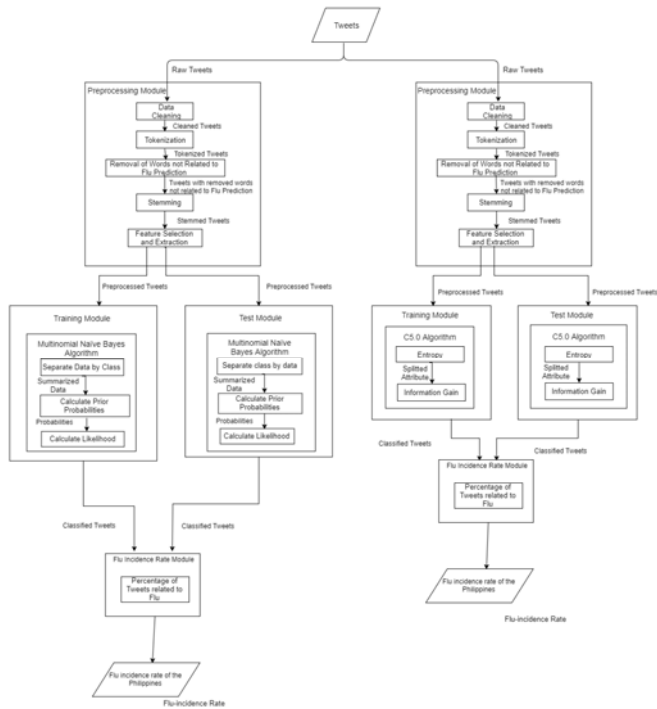 Tweets
Raw Tweets
Preprocessing Module
Data
Cleaning
Cleaned Tweets
Tokenization
Tokenized Tweets
Removal of Words not Related to
Flu Prediction
Tweets with removed words
not related to Flu Prediction
Stemming
Stemmed Tweets
Feature Selection
and Extraction
Preprocessed Tweets
Preprocessed Tweets
Training Module
Multinomial Naïve Bayes
Algorithm
Separate Data by Class
Summarized
Data
Calculate Prior
Probabilities
Probabilities
Calculate Likelihood
Test Module
Multinomial Naïve
Bayes Algorithm
Separate class by data
Summarized
Data
Calculate Prior
Probabilities
Probabilities
Calculate Likelihood
Classified Tweets
Classified Tweets
Flu Incidence Rate Module
Percentage of
Tweets related to
Flu
Flu incidence rate of the
Philippines
Flu-incidence Rate
Raw Tweets
Preprocessing Module
Data
Cleaning
Cleaned Tweets
Tokenization
Tokenized Tweets
Removal of Words not Related to
Flu Prediction
Tweets with removed words
not related to Flu Prediction
Stemming
Stemmed Tweets
Feature Selection
and Extraction
Preprocessed Tweets
Preprocessed Tweets
Training Module
C5.0 Algorithm
Entropy
Splitted
Attribute
Information Gain
Test Module
C5.0 Algorithm
Entropy
Splitted
Attribute
Information Gain
Classified Tweets
Classified Tweets
Flu Incidence Rate Module
Percentage of
Tweets related to
Flu
Flu incidence rate of the
Philippines
Flu-incidence Rate